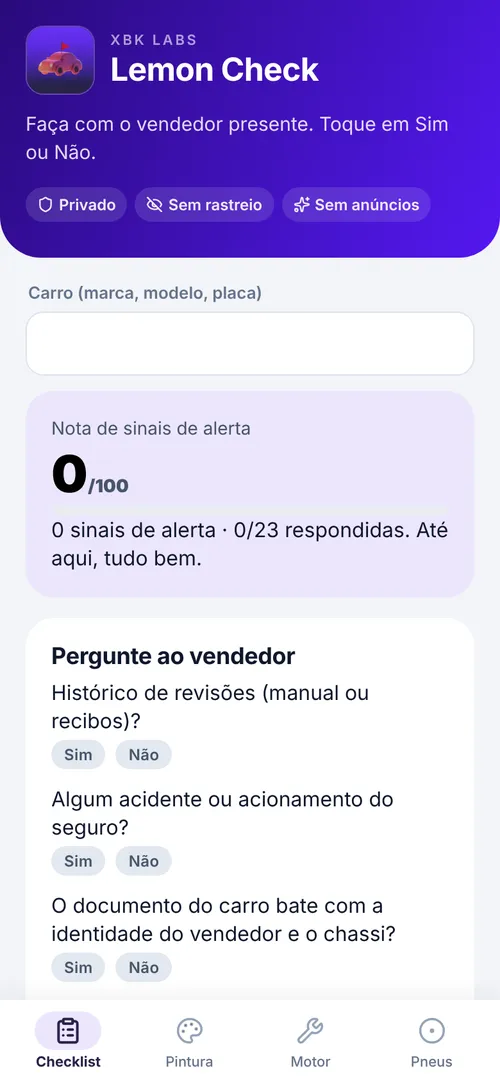 XBK LABS
Lemon Check
Faça com o vendedor presente. Toque em Sim
ou Não.
Privado
Sem rastreio
Sem anúncios
Carro (marca, modelo, placa)
Nota de sinais de alerta
0/100
0 sinais de alerta · 0/23 respondidas. Até
aqui, tudo bem.
Pergunte ao vendedor
Histórico de revisões (manual ou
recibos)?
Sim
Não
Algum acidente ou acionamento do
seguro?
Sim
Não
O documento do carro bate com a
identidade do vendedor e o chassi?
Sim
Não
Checklist
Pintura
Motor
Pneus